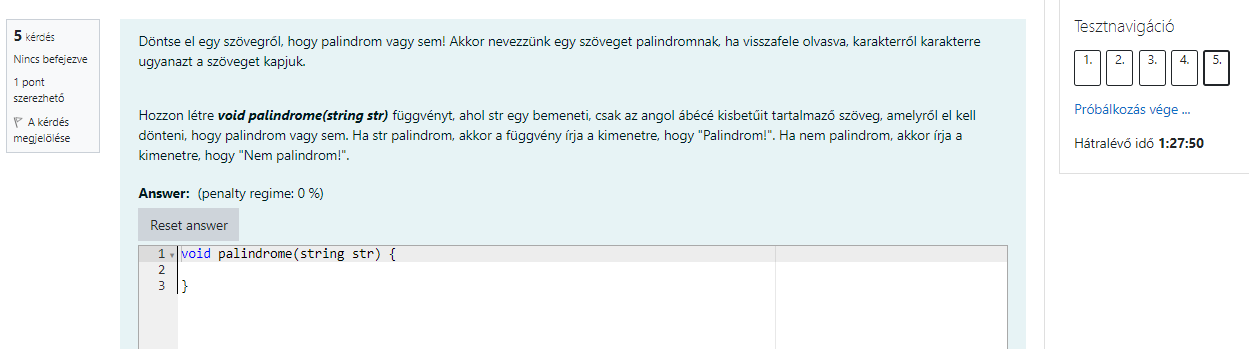 5 kérdés
Nincs befejezve
1 pont
szerezhető
A kérdés
megjelölése
Döntse el egy szövegról, hogy palindrom vagy sem! Akkor nevezzünk egy szöveget palindromnak, ha visszafele olvasva, karakterről karakterre
ugyanazt a szöveget kapjuk.
Hozzon létre void palindrome(string str) függvényt, ahol str egy bemeneti, csak az angol ábécé kisbetűit tartalmazó szöveg, amelyről el kell
dönteni, hogy palindrom vagy sem. Ha str palindrom, akkor a függvény írja a kimenetre, hogy "Palindrom!". Ha nem palindrom, akkor írja a
kimenetre, hogy "Nem palindrom!".
Answer: (penalty regime: 0 %)
Reset answer
1 void palindrome(string str) {
2
3 }
Tesztnavigáció
1. 2. 3. 4. 5.
Próbálkozás vége ...
Hátralévő idő 1:27:50